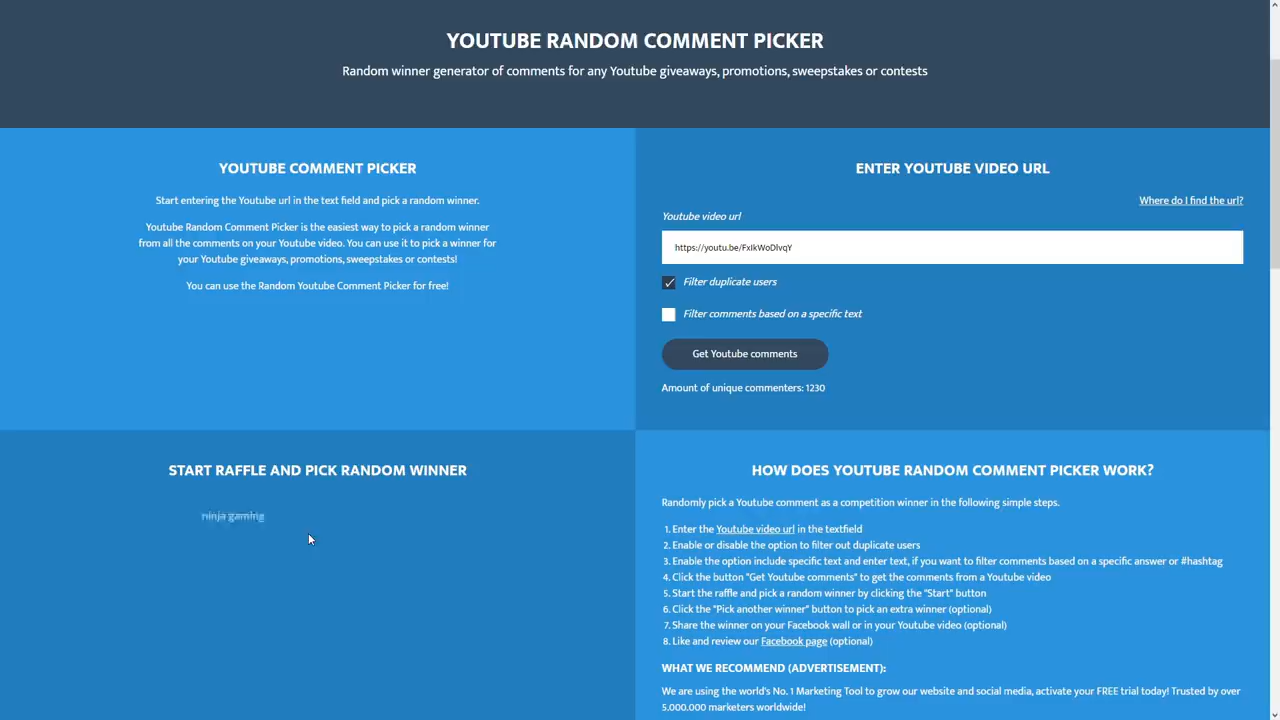 YOUTUBE RANDOM COMMENT PICKER
Random winner generator of comments for any Youtube giveaways, promotions, sweepstakes or contests
YOUTUBE COMMENT PICKER
Start entering the Youtube url in the text field and pick a random winner.
Youtube Random Comment Picker is the easiest way to pick a random winner
from all the comments on your Youtube video. You can use it to pick a winner for
your Youtube giveaways, promotions, sweepstakes or contests!
You can use the Random Youtube Comment Picker for free!
ENTER YOUTUBE VIDEO URL
Where do I find the url?
Youtube video url
https://youtu.be/FxIkWoDlvqY
Filter duplicate users
Filter comments based on a specific text
Get Youtube comments
Amount of unique commenters: 1230
START RAFFLE AND PICK RANDOM WINNER
ninja gaming
HOW DOES YOUTUBE RANDOM COMMENT PICKER WORK?
Randomly pick a Youtube comment as a competition winner in the following simple steps.
1. Enter the Youtube video url in the textfield
2. Enable or disable the option to filter out duplicate users
3. Enable the option include specific text and enter text, if you want to filter comments based on a specific answer or #hashtag
4. Click the button "Get Youtube comments" to get the comments from a Youtube video
5. Start the raffle and pick a random winner by clicking the "Start" button
6. Click the "Pick another winner" button to pick an extra winner (optional)
7. Share the winner on your Facebook wall or in your Youtube video (optional)
8. Like and review our Facebook page (optional)
WHAT WE RECOMMEND (ADVERTISEMENT):
We are using the world's No. 1 Marketing Tool to grow our website and social media, activate your FREE trial today! Trusted by over
5.000.000 marketers worldwide!